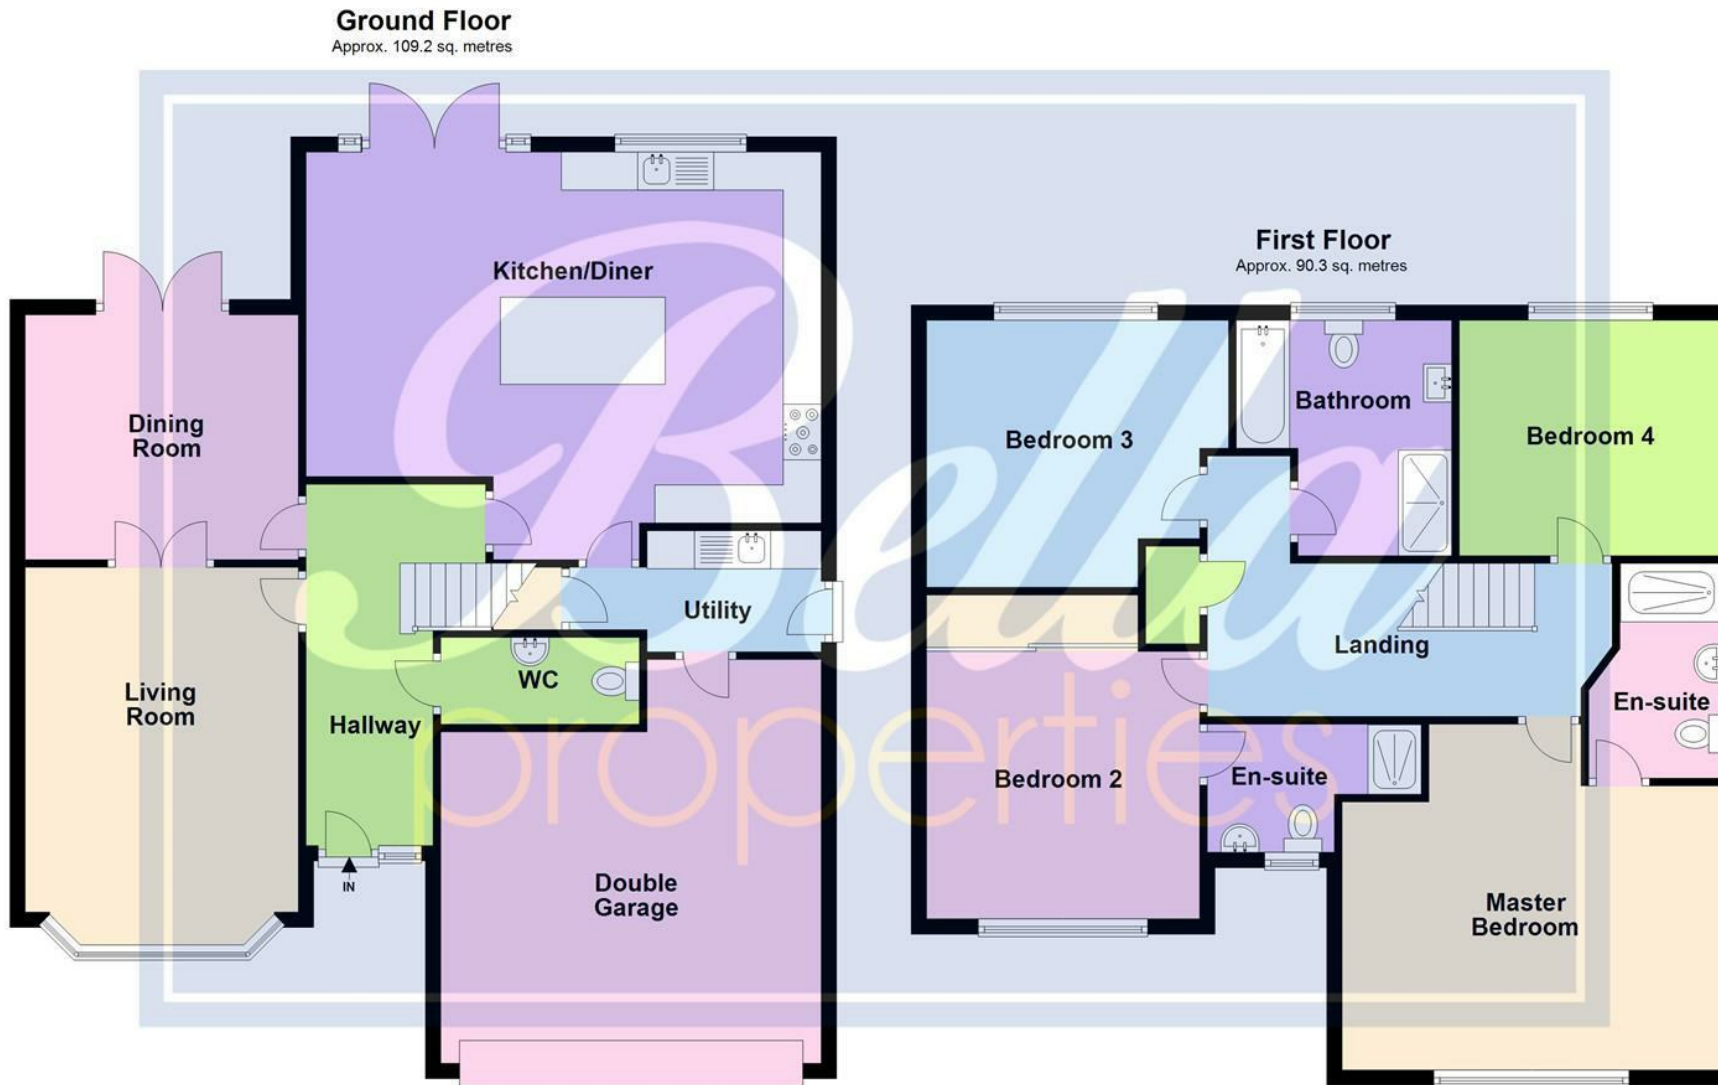 Ground Floor
Approx. 109.2 sq. metres
Kitchen/Diner
Dining
Room
Utility
Living
Room
WC
Hallway
Double
Garage
IN
First Floor
Approx. 90.3 sq. metres
Bedroom 3
Bathroom
Bedroom 4
Landing
En-suite
Bedroom 2
En-suite
Master
Bedroom
Bella
properties